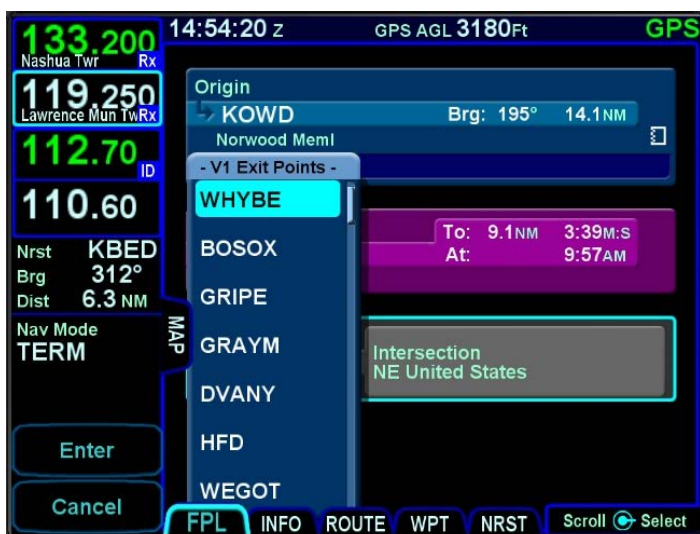 133.200
Nashua Twr Rx
119.250
Lawrence Mun Tw Rx
112.70
ID
110.60
Nrst KBED
Brg 312°
Dist 6.3 NM
Nav Mode
TERM
Enter
Cancel
14:54:20 Z GPS AGL 3180Ft GPS
MAP
Origin
KOWD Brg: 195° 14.1NM
Norwood Meml
- V1 Exit Points -
WHYBE
BOSOX
GRIPE
GRAYM
DVANY
HFD
WEGOT
To: 9.1NM 3:39M:S
At: 9:57AM
Intersection
NE United States
FPL INFO ROUTE WPT NRST Scroll Select